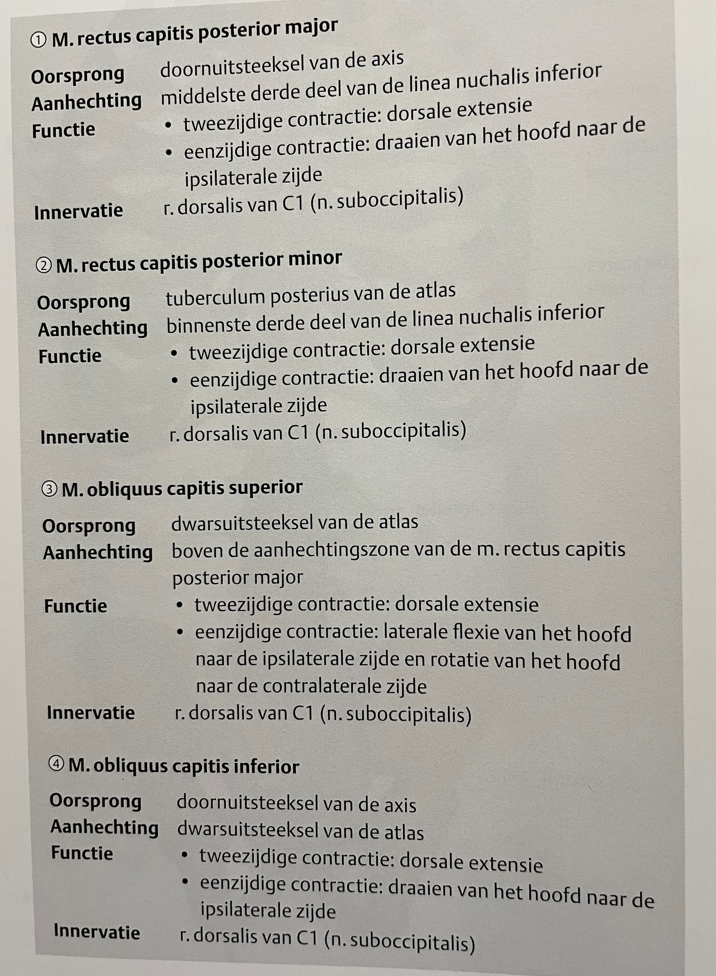 ① M. rectus capitis posterior major
Oorsprong doornuitsteeksel van de axis
Aanhechting middelste derde deel van de linea nuchalis inferior
Functie • tweezijdige contractie: dorsale extensie
• eenzijdige contractie: draaien van het hoofd naar de
ipsilaterale zijde
Innervatie r. dorsalis van C1 (n. suboccipitalis)
② M. rectus capitis posterior minor
Oorsprong tuberculum posterius van de atlas
Aanhechting binnenste derde deel van de linea nuchalis inferior
Functie • tweezijdige contractie: dorsale extensie
• eenzijdige contractie: draaien van het hoofd naar de
ipsilaterale zijde
Innervatie r. dorsalis van C1 (n. suboccipitalis)
③ M. obliquus capitis superior
Oorsprong dwarsuitsteeksel van de atlas
Aanhechting boven de aanhechtingszone van de m. rectus capitis
posterior major
Functie • tweezijdige contractie: dorsale extensie
• eenzijdige contractie: laterale flexie van het hoofd
naar de ipsilaterale zijde en rotatie van het hoofd
naar de contralaterale zijde
Innervatie r. dorsalis van C1 (n. suboccipitalis)
④ M. obliquus capitis inferior
Oorsprong doornuitsteeksel van de axis
Aanhechting dwarsuitsteeksel van de atlas
Functie • tweezijdige contractie: dorsale extensie
• eenzijdige contractie: draaien van het hoofd naar de
ipsilaterale zijde
Innervatie r. dorsalis van C1 (n. suboccipitalis)